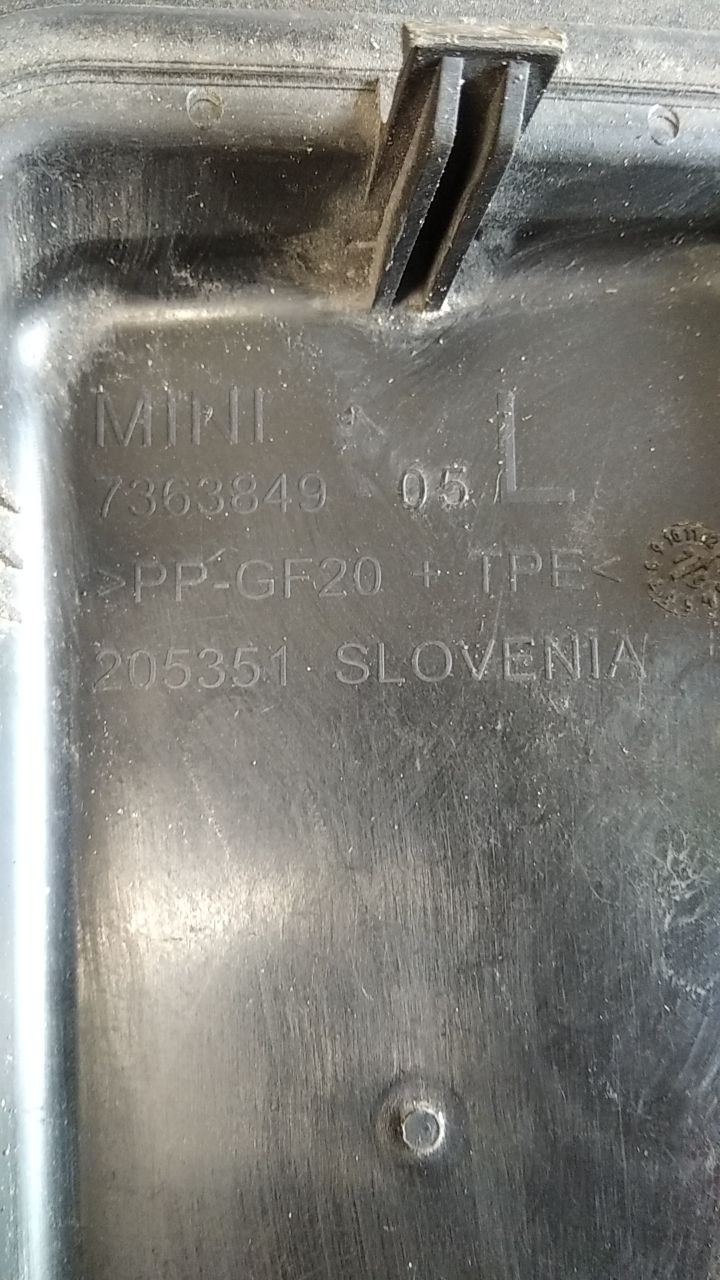 MINI L
7363849 05
>PP-GF20 + TPE<
205351 SLOVENIA